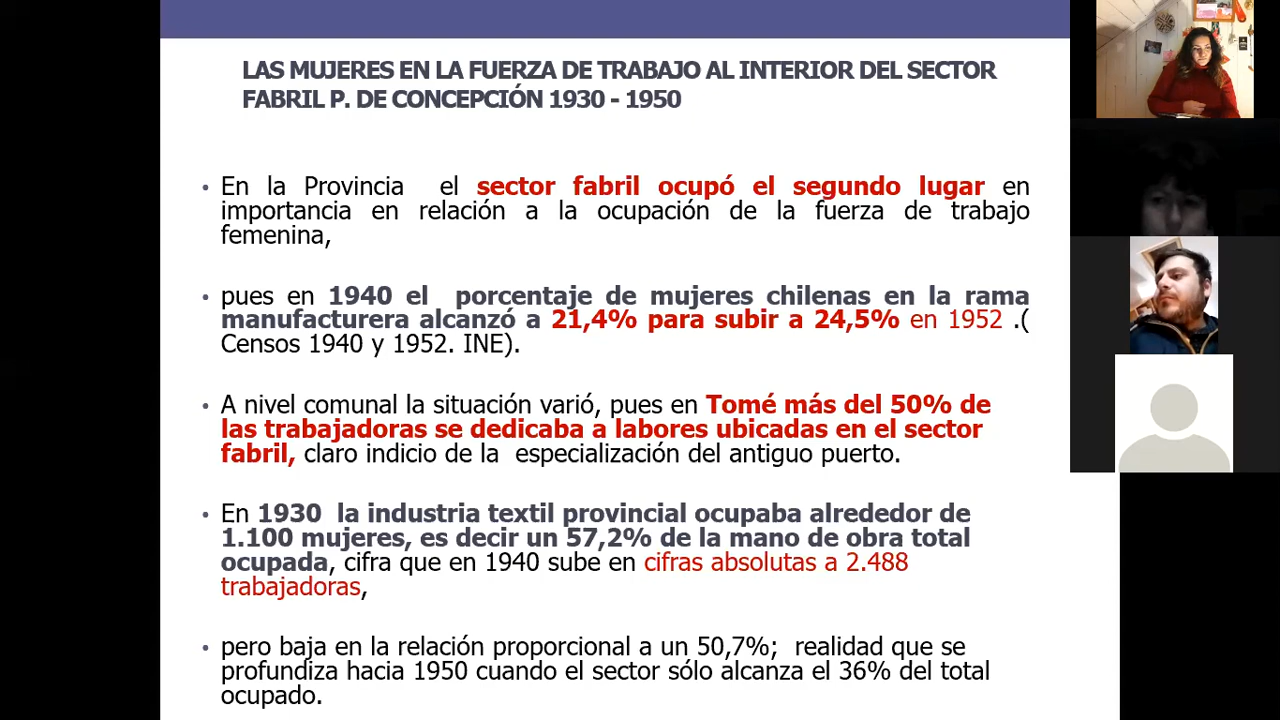 LAS MUJERES EN LA FUERZA DE TRABAJO AL INTERIOR DEL SECTOR
FABRIL P. DE CONCEPCIÓN 1930 - 1950
• En la Provincia el sector fabril ocupó el segundo lugar en
importancia en relación a la ocupación de la fuerza de trabajo
femenina,
• pues en 1940 el porcentaje de mujeres chilenas en la rama
manufacturera alcanzó a 21,4% para subir a 24,5% en 1952 .(
Censos 1940 y 1952. INE).
• A nivel comunal la situación varió, pues en Tomé más del 50% de
las trabajadoras se dedicaba a labores ubicadas en el sector
fabril, claro indicio de la especialización del antiguo puerto.
• En 1930 la industria textil provincial ocupaba alrededor de
1.100 mujeres, es decir un 57,2% de la mano de obra total
ocupada, cifra que en 1940 sube en cifras absolutas a 2.488
trabajadoras,
• pero baja en la relación proporcional a un 50,7%; realidad que se
profundiza hacia 1950 cuando el sector sólo alcanza el 36% del total
ocupado.